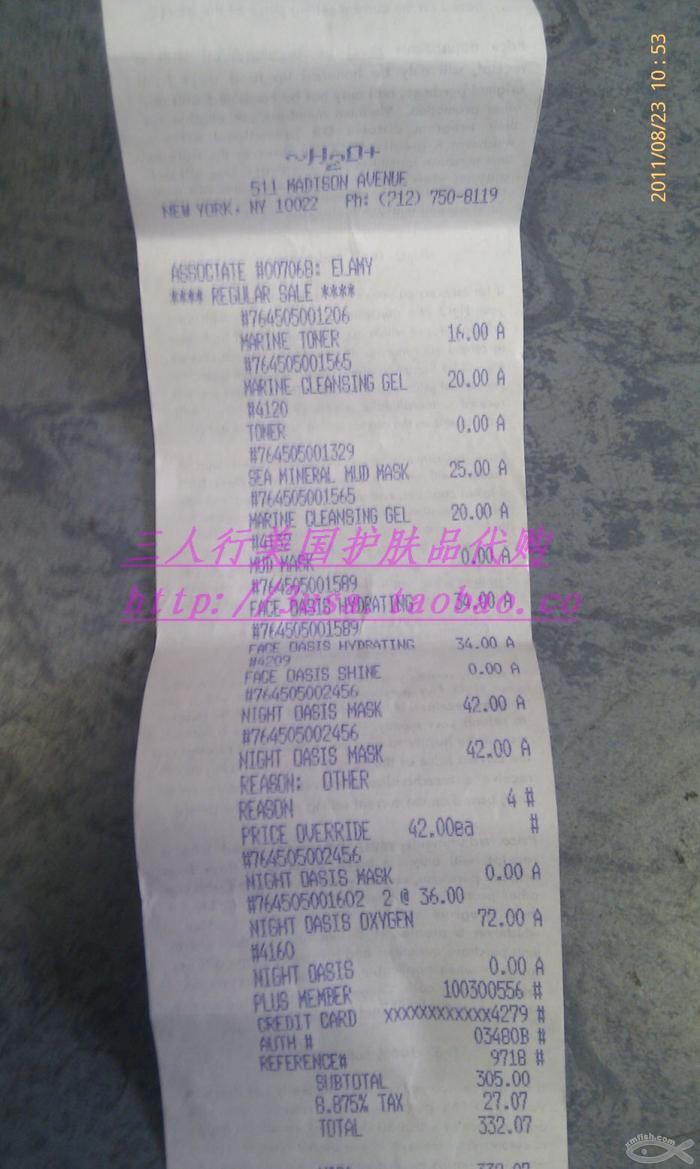 2011/08/23 10:53
~H2O+
511 MADISON AVENUE
NEW YORK, NY 10022 Ph: (212) 750-8119
ASSOCIATE #007068: ELAMY
**** REGULAR SALE ****
#764505001206
MARINE TONER 16.00 A
#764505001565
MARINE CLEANSING GEL 20.00 A
#4120
TONER 0.00 A
#764505001329
SEA MINERAL MUD MASK 25.00 A
#764505001565
MARINE CLEANSING GEL 20.00 A
三人行美国护肤品代购
MUD MASK 0.00 A
#764505001589
http://3usa.taobao.co
FACE OASIS HYDRATING 34.00 A
#764505001589
FACE OASIS HYDRATING 34.00 A
#4209
FACE OASIS SHINE 0.00 A
#764505002456
NIGHT OASIS MASK 42.00 A
#764505002456
NIGHT OASIS MASK 42.00 A
REASON: OTHER
REASON 4 #
PRICE OVERRIDE 42.00ea #
#764505002456
NIGHT OASIS MASK 0.00 A
#764505001602 2 @ 36.00
NIGHT OASIS OXYGEN 72.00 A
#4160
NIGHT OASIS 0.00 A
PLUS MEMBER 100300556 #
CREDIT CARD XXXXXXXXXXXX4279 #
AUTH # 03480B #
REFERENCE# 9718 #
SUBTOTAL 305.00
8.875% TAX 27.07
TOTAL 332.07
xmfish.com